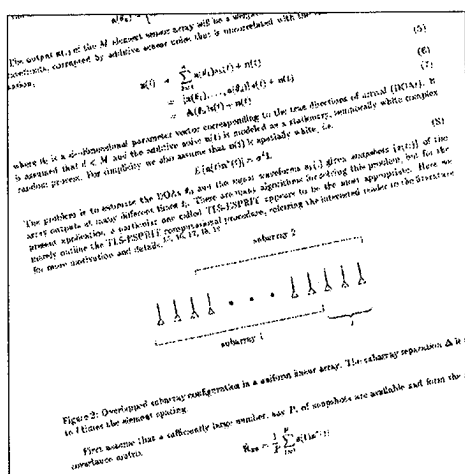 The output of the M element sensor array will be a
corrupted by additive sensor noise that is uncorrelated with the
(5)
x(t) = Σ a(θk)sk(t) + n(t)
(6)
= [a(θ1), . . . , a(θd)] s(t) + n(t)
(7)
= A(θ)s(t) + n(t)
where θ0 is a d-dimensional parameter vector corresponding to the true directions of arrival (DOAs). It
is assumed that d < M and the additive noise n(t) is modeled as a stationary, temporally white complex
random process. For simplicity we also assume that n(t) is spatially white, i.e.
(8)
E[n(t)n*(t)] = σ²I.
The problem is to estimate the DOAs and the signal waveforms given snapshots {x(t)} of the
array outputs at many different times. There are many algorithms for solving this problem, but for the
present application, a particular one called TLS-ESPRIT appears to be the most appropriate. Here we
merely outline the TLS-ESPRIT computational procedure, referring the interested reader to the literature
for more motivation and details.
subarray 2
subarray 1
Figure 2: Overlapped subarray configuration in a uniform linear array. The subarray separation Δ is
to l times the element spacing.
First assume that a sufficiently large number, say P, of snapshots are available and form the
covariance matrix.